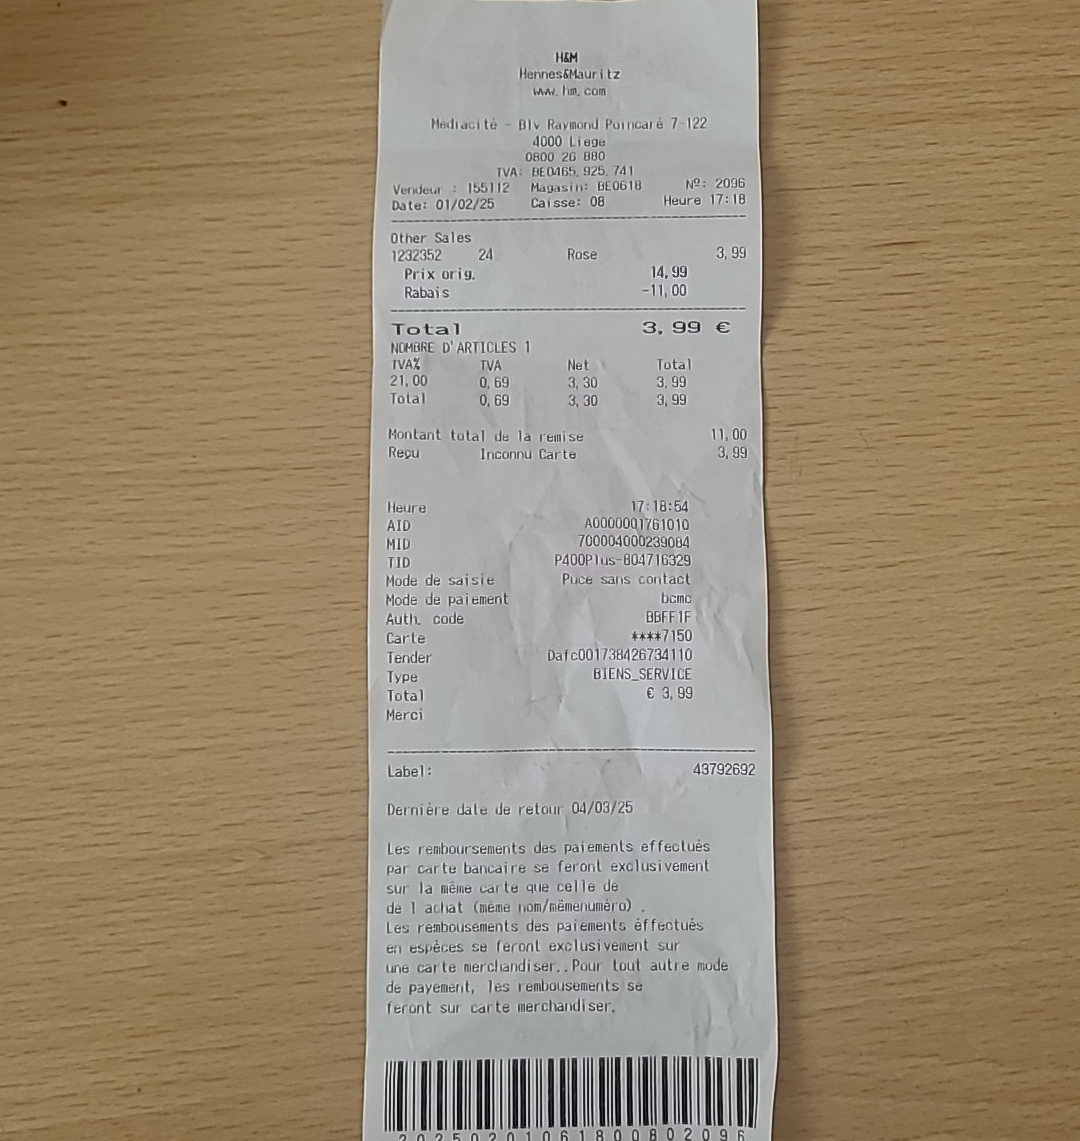 H&M
Hennes&Mauritz
www.hm.com
Médiacité - Blv Raymond Poincaré 7-122
4000 Liege
0800 26 880
TVA: BE0465.925.741
Vendeur : 155112 Magasin: BE0618 Nº: 2096
Date: 01/02/25 Caisse: 08 Heure 17:18
Other Sales
1232352 24 Rose 3,99
Prix orig. 14,99
Rabais -11,00
Total 3,99 €
NOMBRE D'ARTICLES 1
TVA% TVA Net Total
21,00 0,69 3,30 3,99
Total 0,69 3,30 3,99
Montant total de la remise 11,00
Reçu Inconnu Carte 3,99
Heure 17:18:54
AID A0000001761010
MID 700004000239084
TID P400Plus-804716329
Mode de saisie Puce sans contact
Mode de paiement bcmc
Auth. code BBFF1F
Carte ****7150
Tender Dafc001738426734110
Type BIENS_SERVICE
Total € 3,99
Merci
Label: 43792692
Dernière date de retour 04/03/25
Les remboursements des paiements effectués
par carte bancaire se feront exclusivement
sur la même carte que celle de
de l achat (même nom/mêmenuméro) .
Les rembousements des paiements éffectués
en espèces se feront exclusivement sur
une carte merchandiser..Pour tout autre mode
de payement, les rembousements se
feront sur carte merchandiser.
20250201061800802096